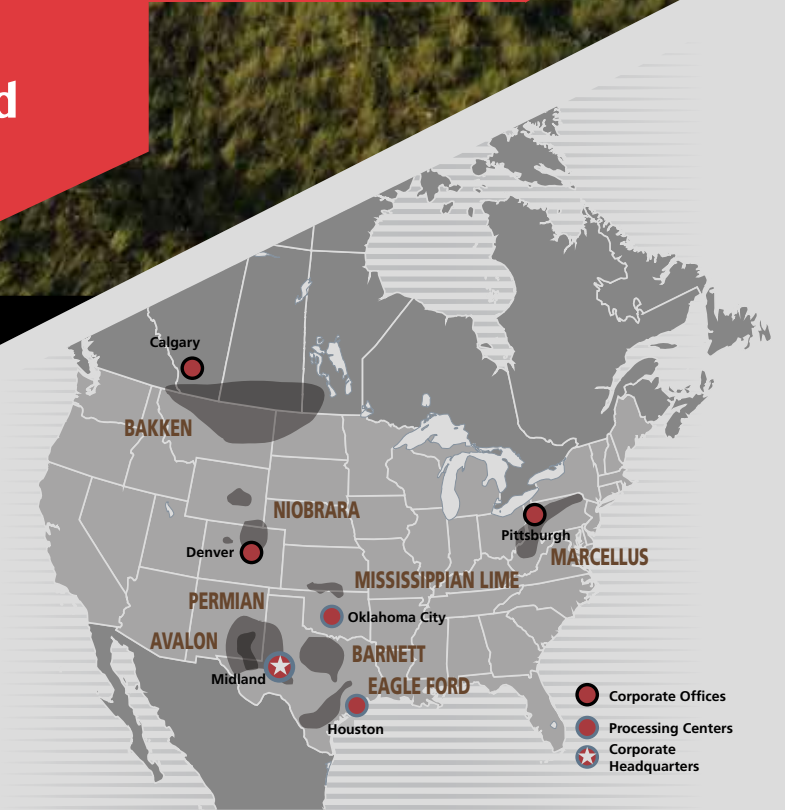 d
Calgary
BAKKEN
NIOBRARA
Pittsburgh
Denver
MARCELLUS
MISSISSIPPIAN LIME
PERMIAN
Oklahoma City
AVALON
BARNETT
Midland
EAGLE FORD
Houston
Corporate Offices
Processing Centers
Corporate
Headquarters